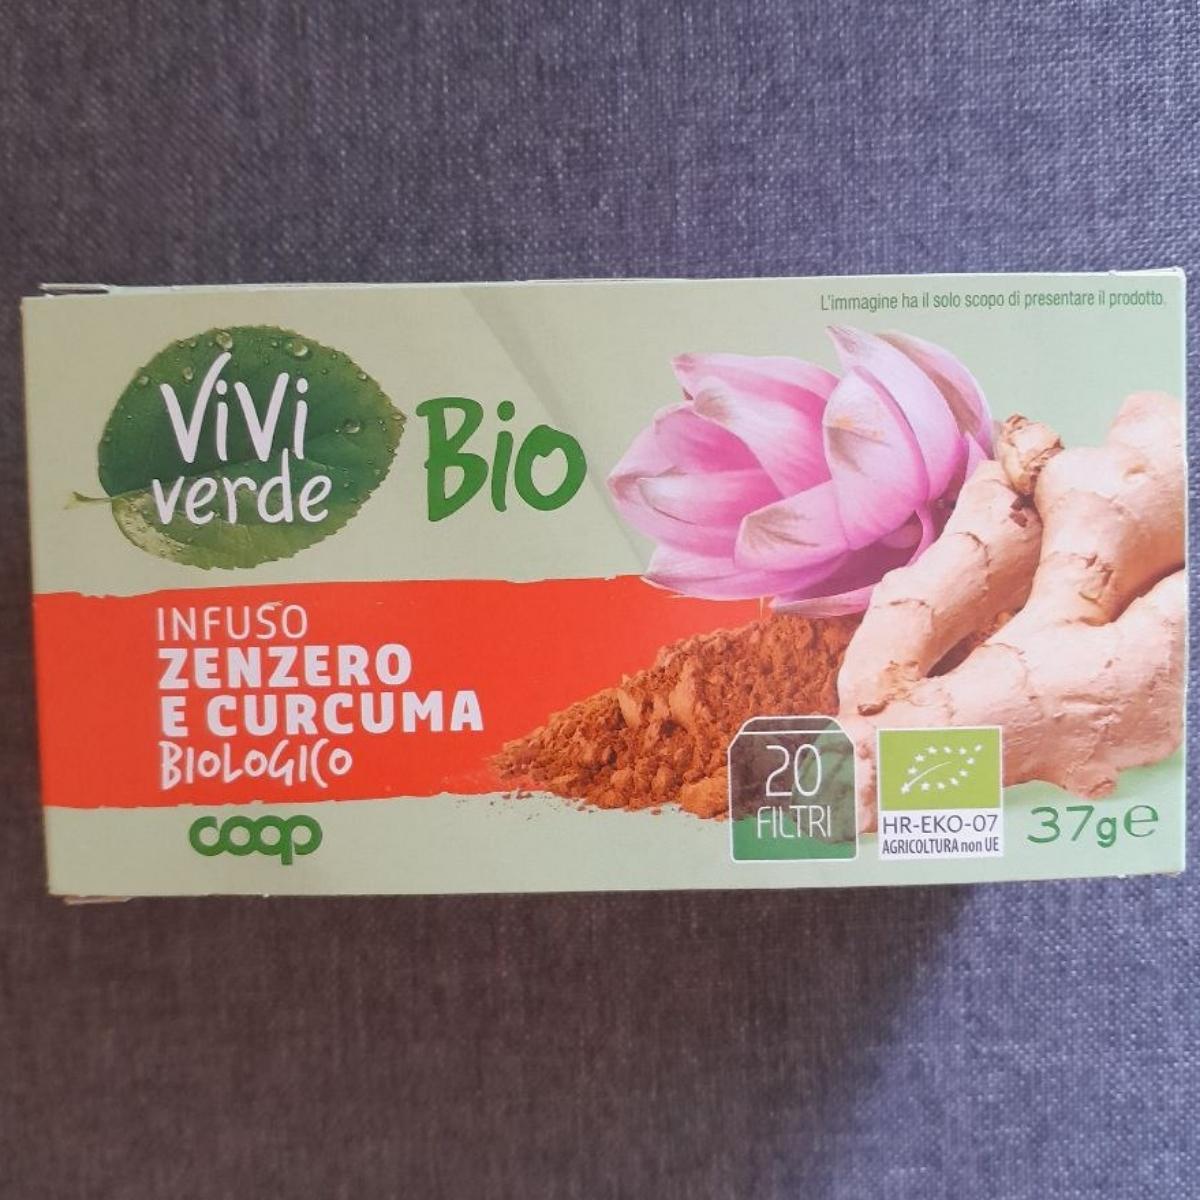 L'immagine ha il solo scopo di presentare il prodotto.
ViVi
verde
Bio
INFUSO
ZENZERO
E CURCUMA
BIOLOGICO
coop
20
FILTRI
HR-EKO-07
AGRICOLTURA non UE
37g e